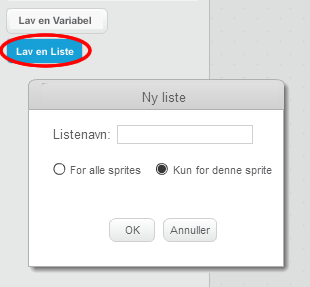 Lav en Variabel
Lav en Liste
Ny liste
Listenavn:
For alle sprites Kun for denne sprite
OK Annuller